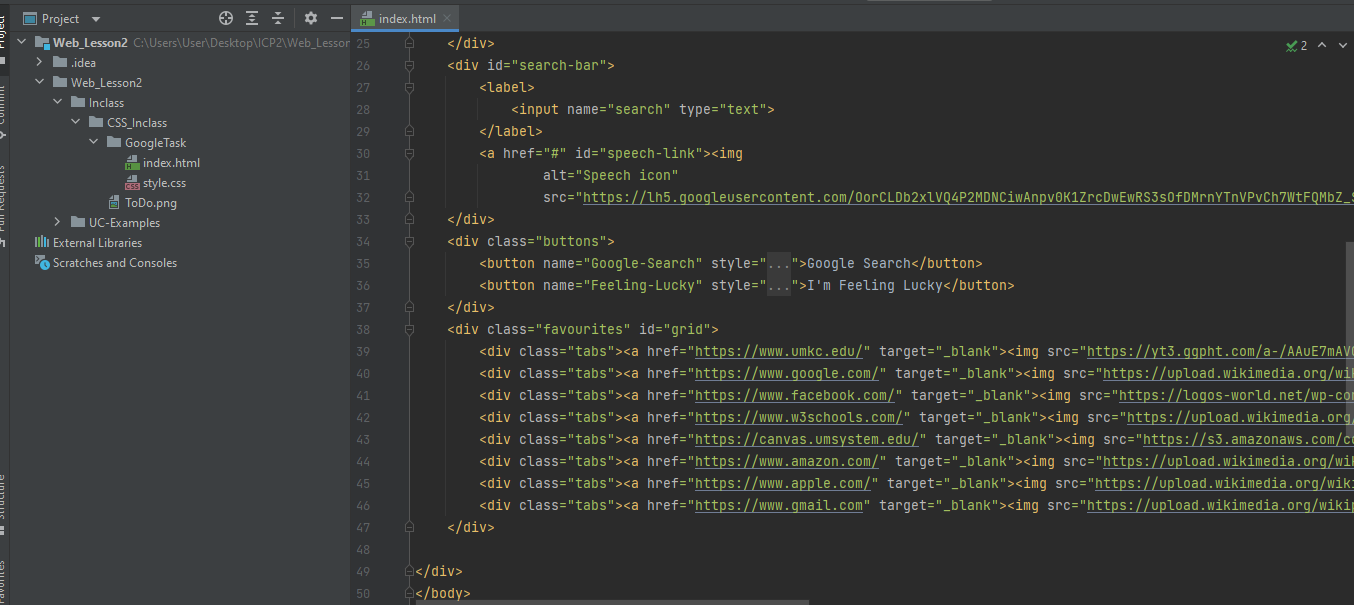 Project
index.html
Web_Lesson2 C:\Users\User\Desktop\ICP2\Web_Lesson
.idea
Web_Lesson2
Inclass
CSS_Inclass
GoogleTask
index.html
style.css
ToDo.png
UC-Examples
External Libraries
Scratches and Consoles
Project
Commit
Pull Requests
Structure
Favorites
2
25 </div>
26 <div id="search-bar">
27 <label>
28 <input name="search" type="text">
29 </label>
30 <a href="#" id="speech-link"><img
31 alt="Speech icon"
32 src="https://lh5.googleusercontent.com/OorCLDb2xlVQ4P2MDNCiwAnpv0K1ZrcDwEwRS3sOfDMrnYTnVPvCh7WtFQMbZ_S
33 </div>
34 <div class="buttons">
35 <button name="Google-Search" style="...">Google Search</button>
36 <button name="Feeling-Lucky" style="...">I'm Feeling Lucky</button>
37 </div>
38 <div class="favourites" id="grid">
39 <div class="tabs"><a href="https://www.umkc.edu/" target="_blank"><img src="https://yt3.ggpht.com/a-/AAuE7mAV
40 <div class="tabs"><a href="https://www.google.com/" target="_blank"><img src="https://upload.wikimedia.org/wik
41 <div class="tabs"><a href="https://www.facebook.com/" target="_blank"><img src="https://logos-world.net/wp-con
42 <div class="tabs"><a href="https://www.w3schools.com/" target="_blank"><img src="https://upload.wikimedia.org/
43 <div class="tabs"><a href="https://canvas.umsystem.edu/" target="_blank"><img src="https://s3.amazonaws.com/co
44 <div class="tabs"><a href="https://www.amazon.com/" target="_blank"><img src="https://upload.wikimedia.org/wik
45 <div class="tabs"><a href="https://www.apple.com/" target="_blank"><img src="https://upload.wikimedia.org/wiki
46 <div class="tabs"><a href="https://www.gmail.com" target="_blank"><img src="https://upload.wikimedia.org/wikip
47 </div>
48
49 </div>
50 </body>